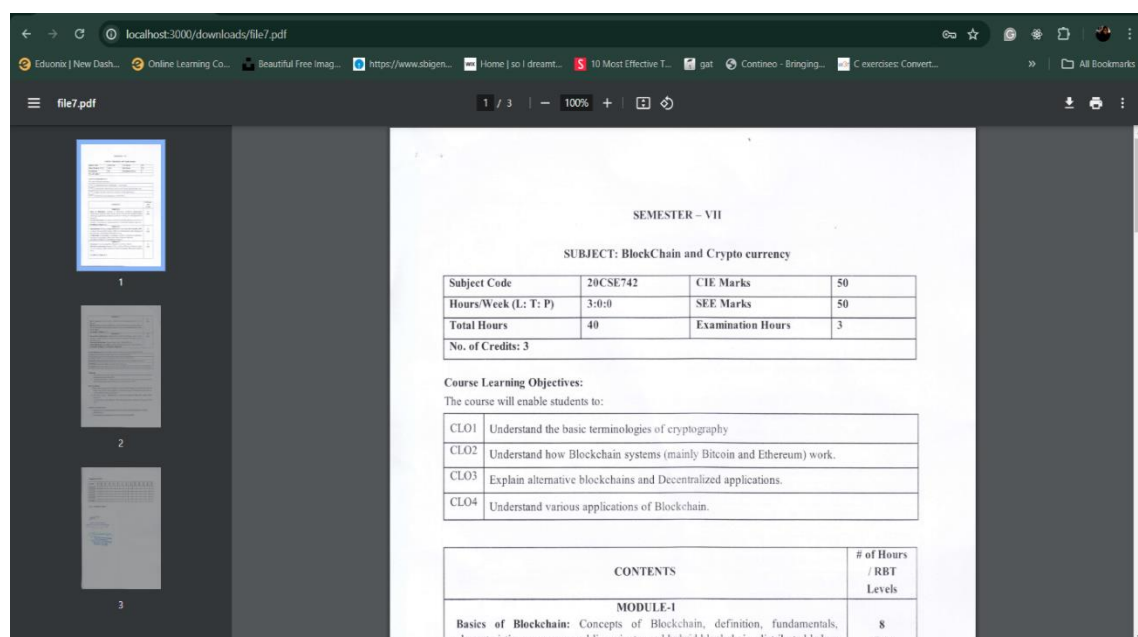 localhost:3000/downloads/file7.pdf
Eduonix | New Dash... Online Learning Co... Beautiful Free Imag... https://www.sbigen... Home | so I dreamt... 10 Most Effective T... gat Contineo - Bringing... C exercises: Convert... » All Bookmarks
file7.pdf 1 / 3 | − 100% + |
1
2
3
SEMESTER – VII
SUBJECT: BlockChain and Crypto currency
Subject Code 20CSE742 CIE Marks 50
Hours/Week (L: T: P) 3:0:0 SEE Marks 50
Total Hours 40 Examination Hours 3
No. of Credits: 3
Course Learning Objectives:
The course will enable students to:
CLO1 Understand the basic terminologies of cryptography
CLO2 Understand how Blockchain systems (mainly Bitcoin and Ethereum) work.
CLO3 Explain alternative blockchains and Decentralized applications.
CLO4 Understand various applications of Blockchain.
CONTENTS # of Hours / RBT Levels
MODULE-I
Basics of Blockchain: Concepts of Blockchain, definition, fundamentals, 8